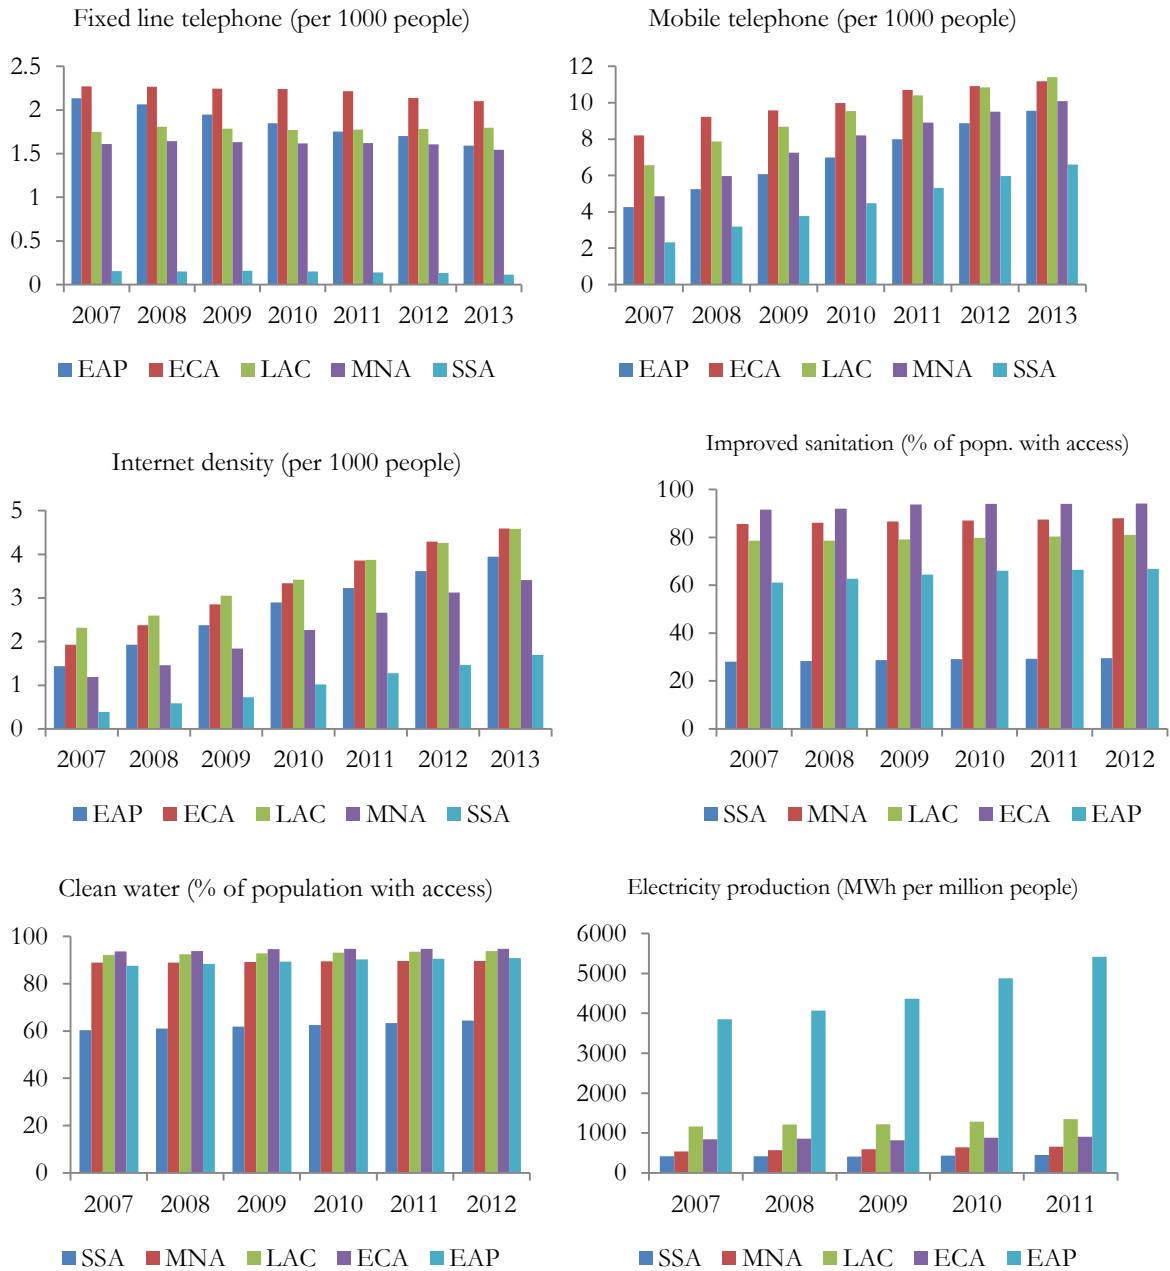 Fixed line telephone (per 1000 people)
2.5
2
1.5
1
0.5
0
2007 2008 2009 2010 2011 2012 2013
EAP ECA LAC MNA SSA
Mobile telephone (per 1000 people)
12
10
8
6
4
2
0
2007 2008 2009 2010 2011 2012 2013
EAP ECA LAC MNA SSA
Internet density (per 1000 people)
5
4
3
2
1
0
2007 2008 2009 2010 2011 2012 2013
EAP ECA LAC MNA SSA
Improved sanitation (% of popn. with access)
100
80
60
40
20
0
2007 2008 2009 2010 2011 2012
SSA MNA LAC ECA EAP
Clean water (% of population with access)
100
80
60
40
20
0
2007 2008 2009 2010 2011 2012
SSA MNA LAC ECA EAP
Electricity production (MWh per million people)
6000
5000
4000
3000
2000
1000
0
2007 2008 2009 2010 2011
SSA MNA LAC ECA EAP